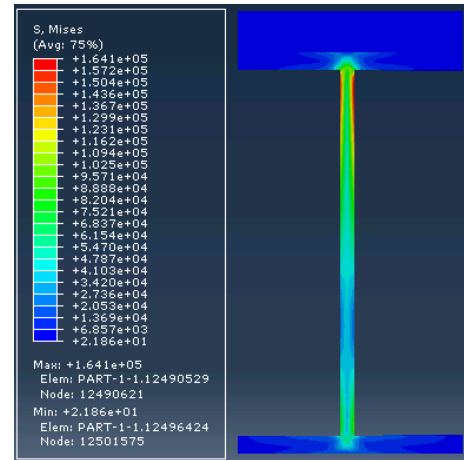 S, Mises
(Avg: 75%)
+1.641e+05
+1.572e+05
+1.504e+05
+1.436e+05
+1.367e+05
+1.299e+05
+1.231e+05
+1.162e+05
+1.094e+05
+1.025e+05
+9.571e+04
+8.888e+04
+8.204e+04
+7.521e+04
+6.837e+04
+6.154e+04
+5.470e+04
+4.787e+04
+4.103e+04
+3.420e+04
+2.736e+04
+2.053e+04
+1.369e+04
+6.857e+03
+2.186e+01
Max: +1.641e+05
Elem: PART-1-1.12490529
Node: 12490621
Min: +2.186e+01
Elem: PART-1-1.12496424
Node: 12501575